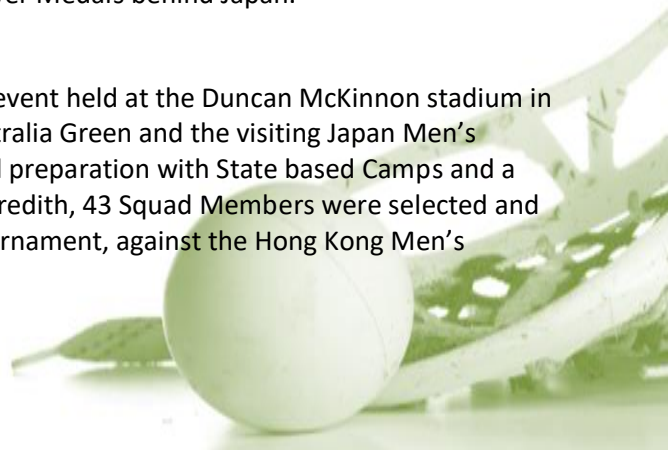 ver Medals behind Japan.
event held at the Duncan McKinnon stadium in
tralia Green and the visiting Japan Men’s
preparation with State based Camps and a
redith, 43 Squad Members were selected and
rnament, against the Hong Kong Men’s